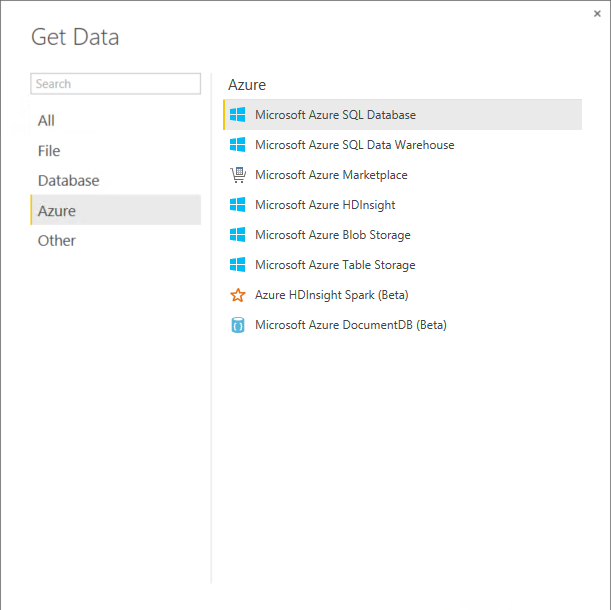 ×
Get Data
Search
All
File
Database
Azure
Other
Azure
Microsoft Azure SQL Database
Microsoft Azure SQL Data Warehouse
Microsoft Azure Marketplace
Microsoft Azure HDInsight
Microsoft Azure Blob Storage
Microsoft Azure Table Storage
Azure HDInsight Spark (Beta)
Microsoft Azure DocumentDB (Beta)